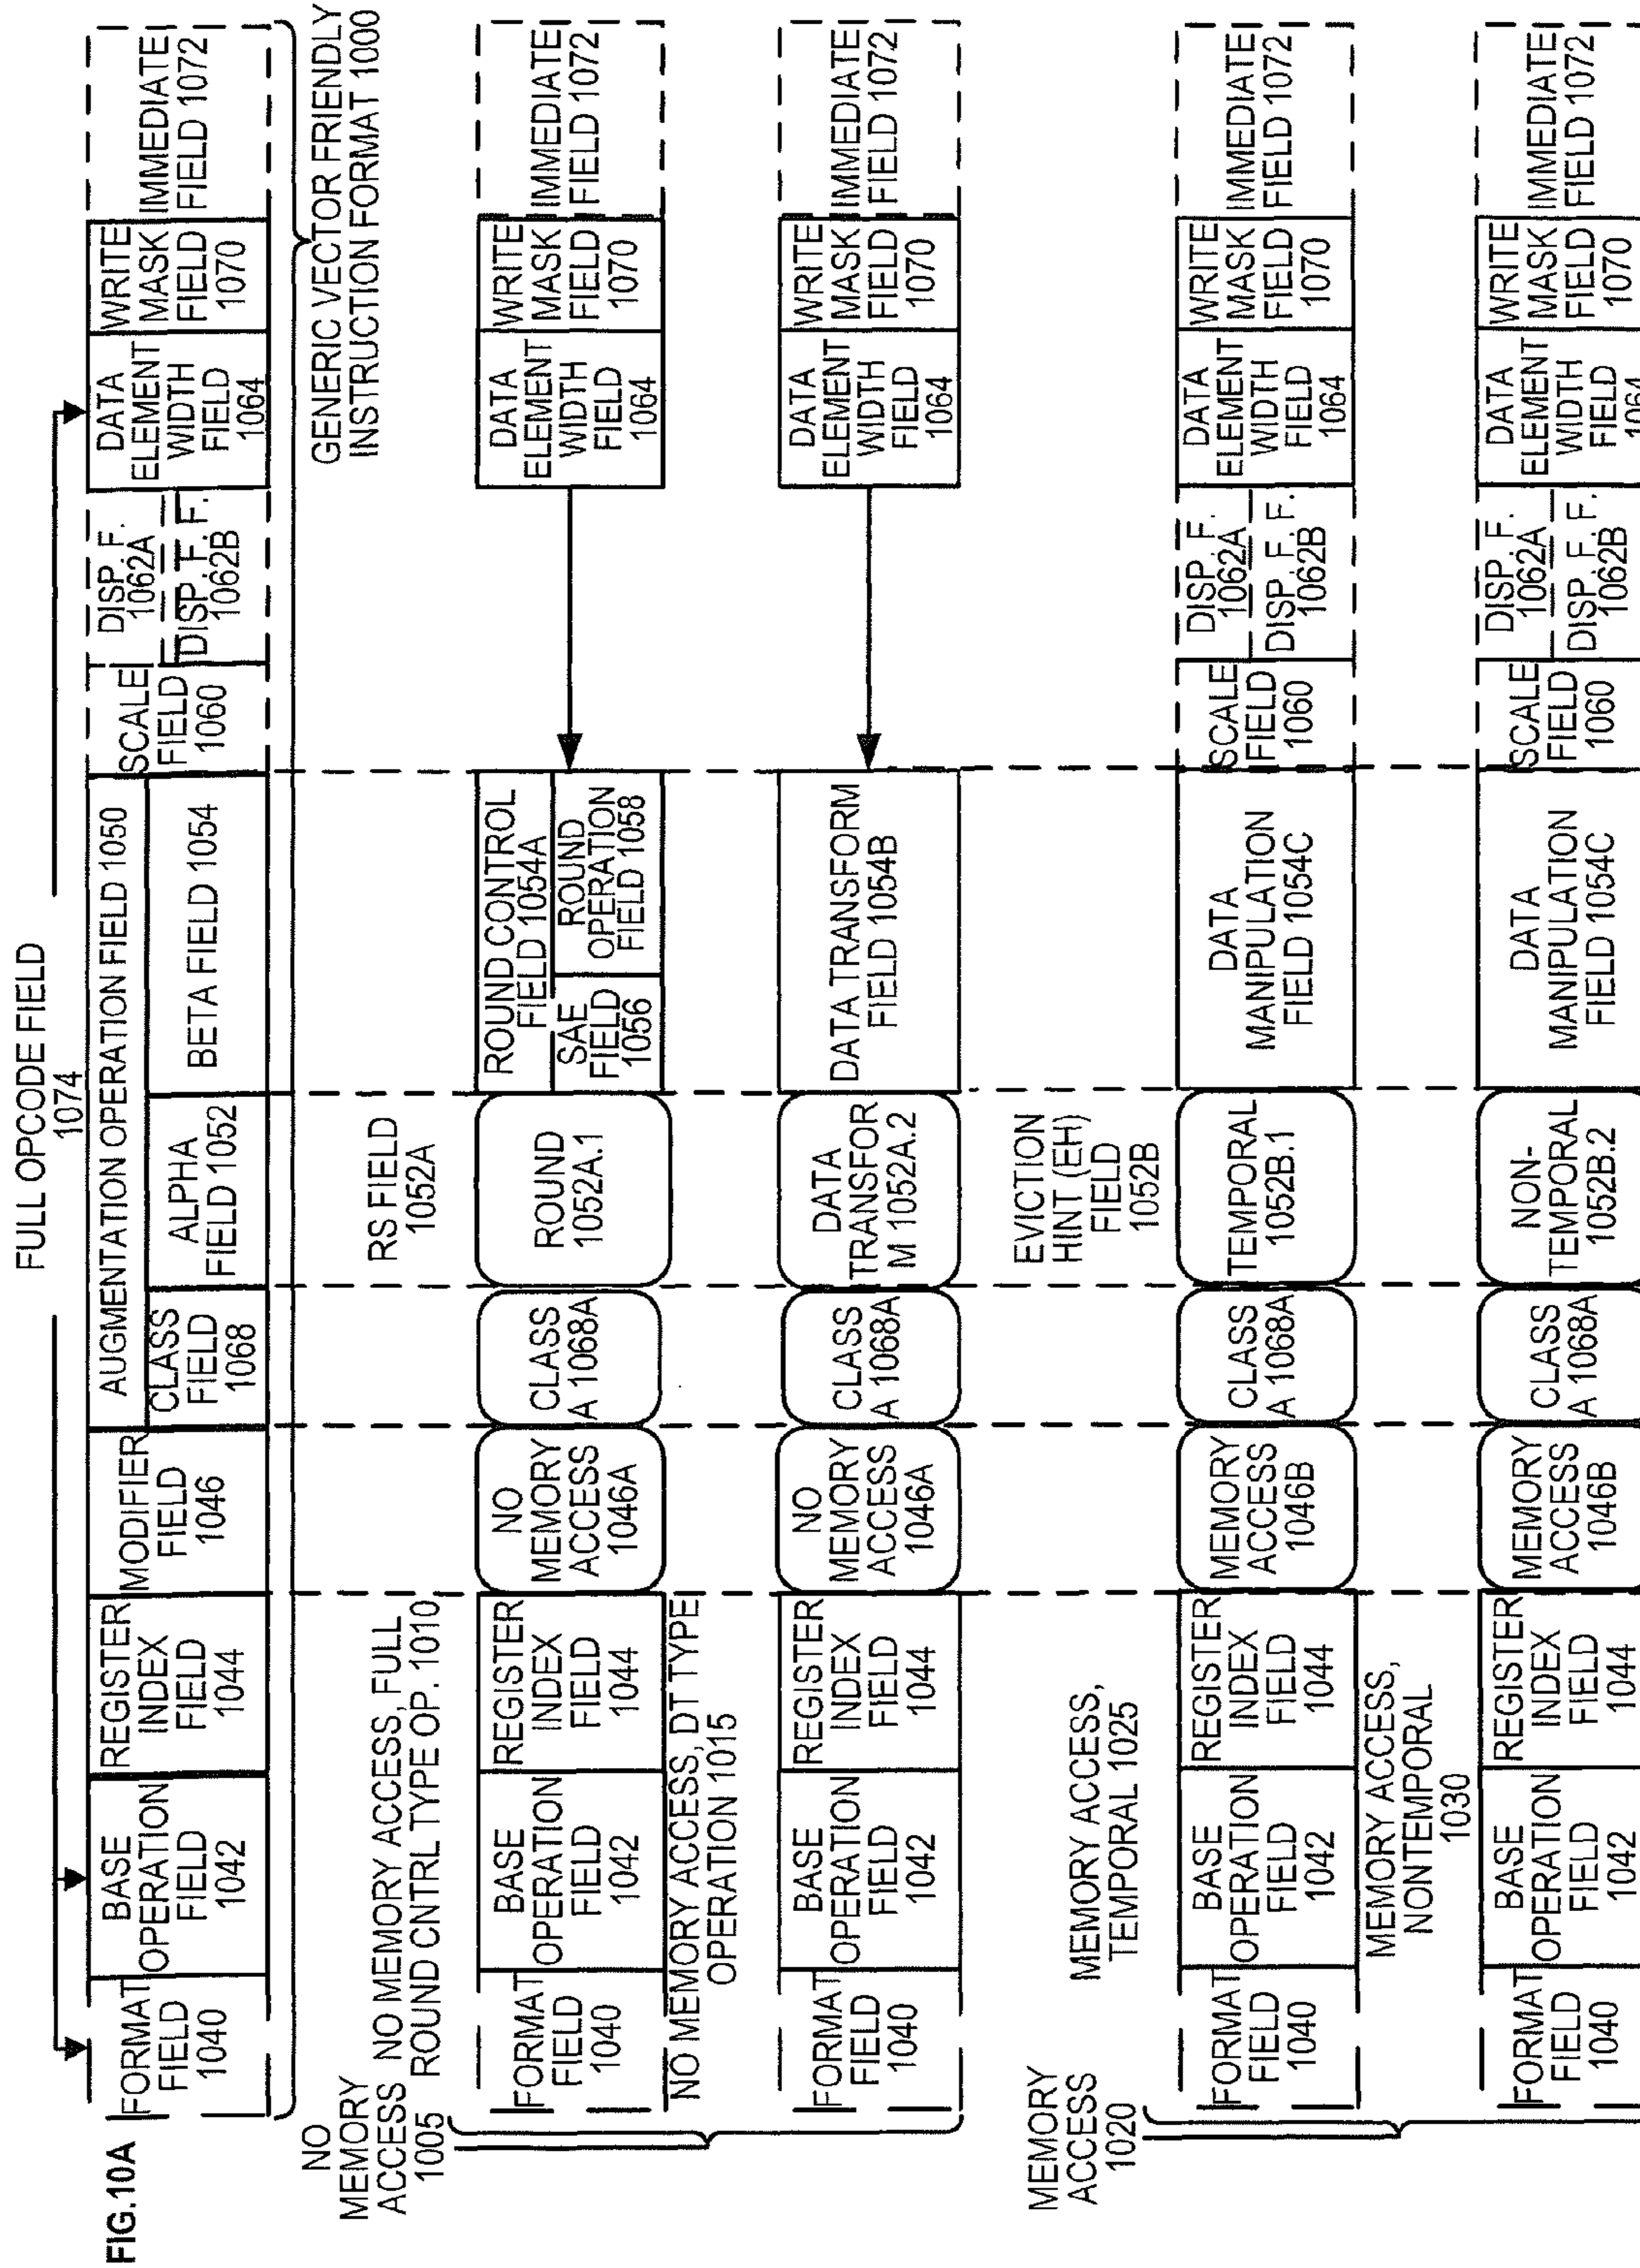 FIG.10A
FULL OPCODE FIELD
1074
FORMAT
FIELD
1040
BASE
OPERATION
FIELD
1042
REGISTER
INDEX
FIELD
1044
MODIFIER
FIELD
1046
AUGMENTATION OPERATION FIELD 1050
CLASS
FIELD
1068
ALPHA
FIELD 1052
BETA FIELD 1054
SCALE
FIELD
1060
DISP. F.
1062A
DISP. F. F.
1062B
DATA
ELEMENT
WIDTH
FIELD
1064
WRITE
MASK
FIELD
1070
IMMEDIATE
FIELD 1072
GENERIC VECTOR FRIENDLY
INSTRUCTION FORMAT 1000
NO
MEMORY
ACCESS
1005
NO MEMORY ACCESS, FULL
ROUND CNTRL TYPE OP. 1010
RS FIELD
1052A
FORMAT
FIELD
1040
BASE
OPERATION
FIELD
1042
REGISTER
INDEX
FIELD
1044
NO
MEMORY
ACCESS
1046A
CLASS
A 1068A
ROUND
1052A.1
ROUND CONTROL
FIELD 1054A
SAE
FIELD
1056
ROUND
OPERATION
FIELD 1058
DATA
ELEMENT
WIDTH
FIELD
1064
WRITE
MASK
FIELD
1070
IMMEDIATE
FIELD 1072
NO MEMORY ACCESS, DT TYPE
OPERATION 1015
FORMAT
FIELD
1040
BASE
OPERATION
FIELD
1042
REGISTER
INDEX
FIELD
1044
NO
MEMORY
ACCESS
1046A
CLASS
A 1068A
DATA
TRANSFOR
M 1052A.2
DATA TRANSFORM
FIELD 1054B
DATA
ELEMENT
WIDTH
FIELD
1064
WRITE
MASK
FIELD
1070
IMMEDIATE
FIELD 1072
MEMORY
ACCESS
1020
MEMORY ACCESS,
TEMPORAL 1025
EVICTION
HINT (EH)
FIELD
1052B
FORMAT
FIELD
1040
BASE
OPERATION
FIELD
1042
REGISTER
INDEX
FIELD
1044
MEMORY
ACCESS
1046B
CLASS
A 1068A
TEMPORAL
1052B.1
DATA
MANIPULATION
FIELD 1054C
SCALE
FIELD
1060
DISP. F.
1062A
DISP. F. F.
1062B
DATA
ELEMENT
WIDTH
FIELD
1064
WRITE
MASK
FIELD
1070
IMMEDIATE
FIELD 1072
MEMORY ACCESS,
NONTEMPORAL
1030
FORMAT
FIELD
1040
BASE
OPERATION
FIELD
1042
REGISTER
INDEX
FIELD
1044
MEMORY
ACCESS
1046B
CLASS
A 1068A
NON-
TEMPORAL
1052B.2
DATA
MANIPULATION
FIELD 1054C
SCALE
FIELD
1060
DISP. F.
1062A
DISP. F. F.
1062B
DATA
ELEMENT
WIDTH
FIELD
1064
WRITE
MASK
FIELD
1070
IMMEDIATE
FIELD 1072